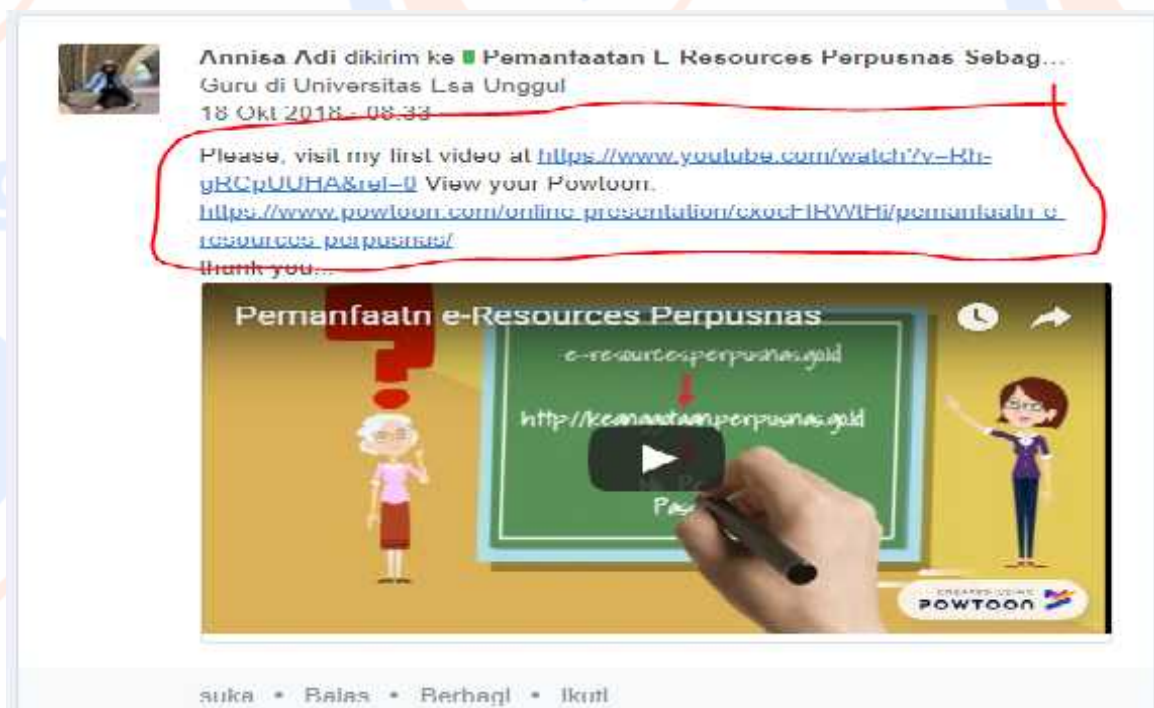 Annisa Adi dikirim ke Pemanfaatan E Resources Perpusnas Sebag...
Guru di Universitas Esa Unggul
18 Okt 2018 - 08.33
Please, visit my first video at https://www.youtube.com/watch?v=Rh-
gRCpUUHA&rel=0 View your Powtoon.
https://www.powtoon.com/online-presentation/
resources-perpusnas/
thank you...
Pemanfaatn e-Resources Perpusnas
e-resources.perpusnas.go.id
http://keanggotaan.perpusnas.go.id
CREATED USING
POWTOON
suka • Balas • Berbagi • Ikuti